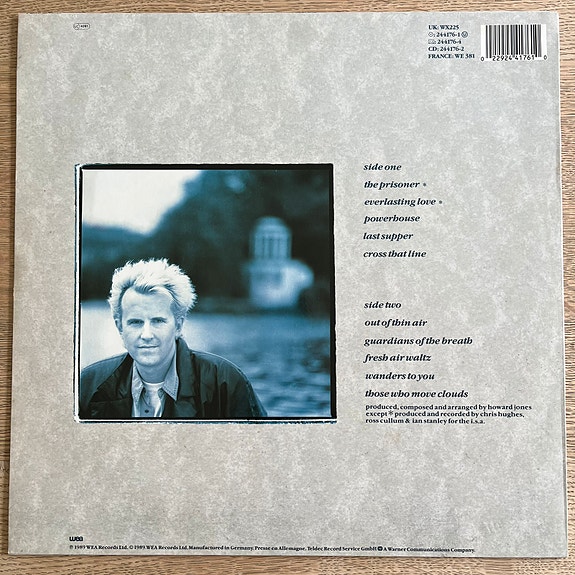 LC 4281
UK: WX225
: 244176-1
: 244176-4
CD: 244176-2
FRANCE: WE 381
0 22924 41761 0
side one
the prisoner *
everlasting love *
powerhouse
last supper
cross that line
side two
out of thin air
guardians of the breath
fresh air waltz
wanders to you
those who move clouds
produced, composed and arranged by howard jones
except * produced and recorded by chris hughes,
ross cullum & ian stanley for the i.s.a.
wea
℗ 1989 WEA Records Ltd. © 1989 WEA Records Ltd. Manufactured in Germany. Presse en Allemagne. Teldec Record Service GmbH A Warner Communications Company.